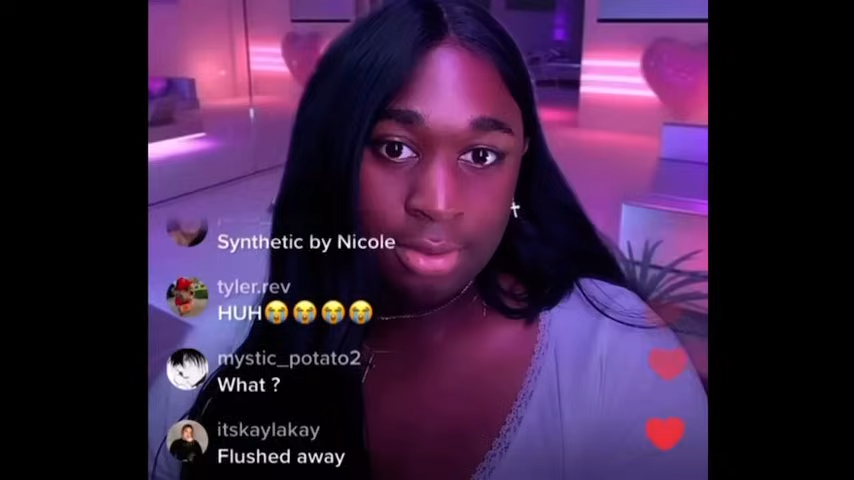 Synthetic by Nicole
tyler.rev
HUH😭😭😭😭
mystic_potato2
What ?
itskaylakay
Flushed away